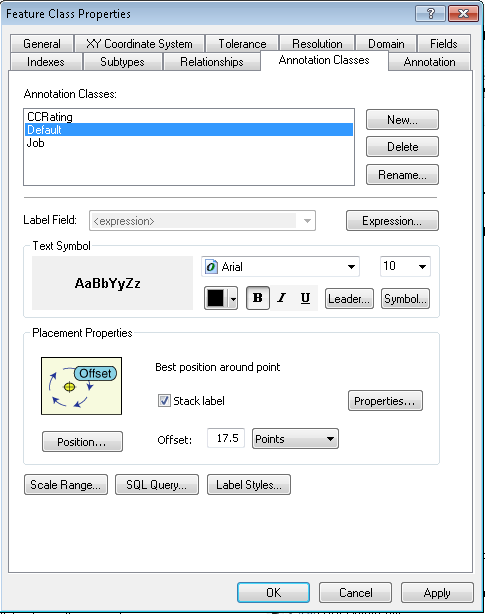 Feature Class Properties
General XY Coordinate System Tolerance Resolution Domain Fields
Indexes Subtypes Relationships Annotation Classes Annotation
Annotation Classes:
CCRating
Default
Job
New...
Delete
Rename...
Label Field: <expression> Expression...
Text Symbol
AaBbYyZz
Arial 10
B I U Leader... Symbol...
Placement Properties
Offset
Best position around point
Stack label Properties...
Position... Offset: 17.5 Points
Scale Range... SQL Query... Label Styles...
OK Cancel Apply